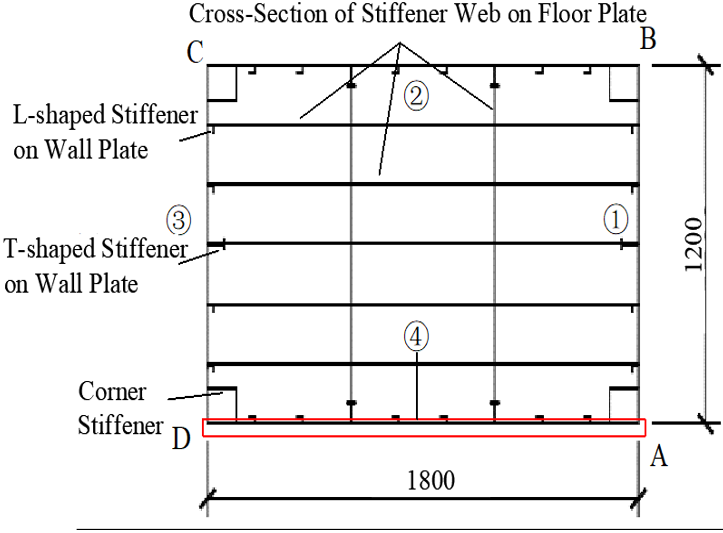 Cross-Section of Stiffener Web on Floor Plate
C
B
②
L-shaped Stiffener
on Wall Plate
③
①
T-shaped Stiffener
on Wall Plate
1200
④
Corner
Stiffener
D
A
1800